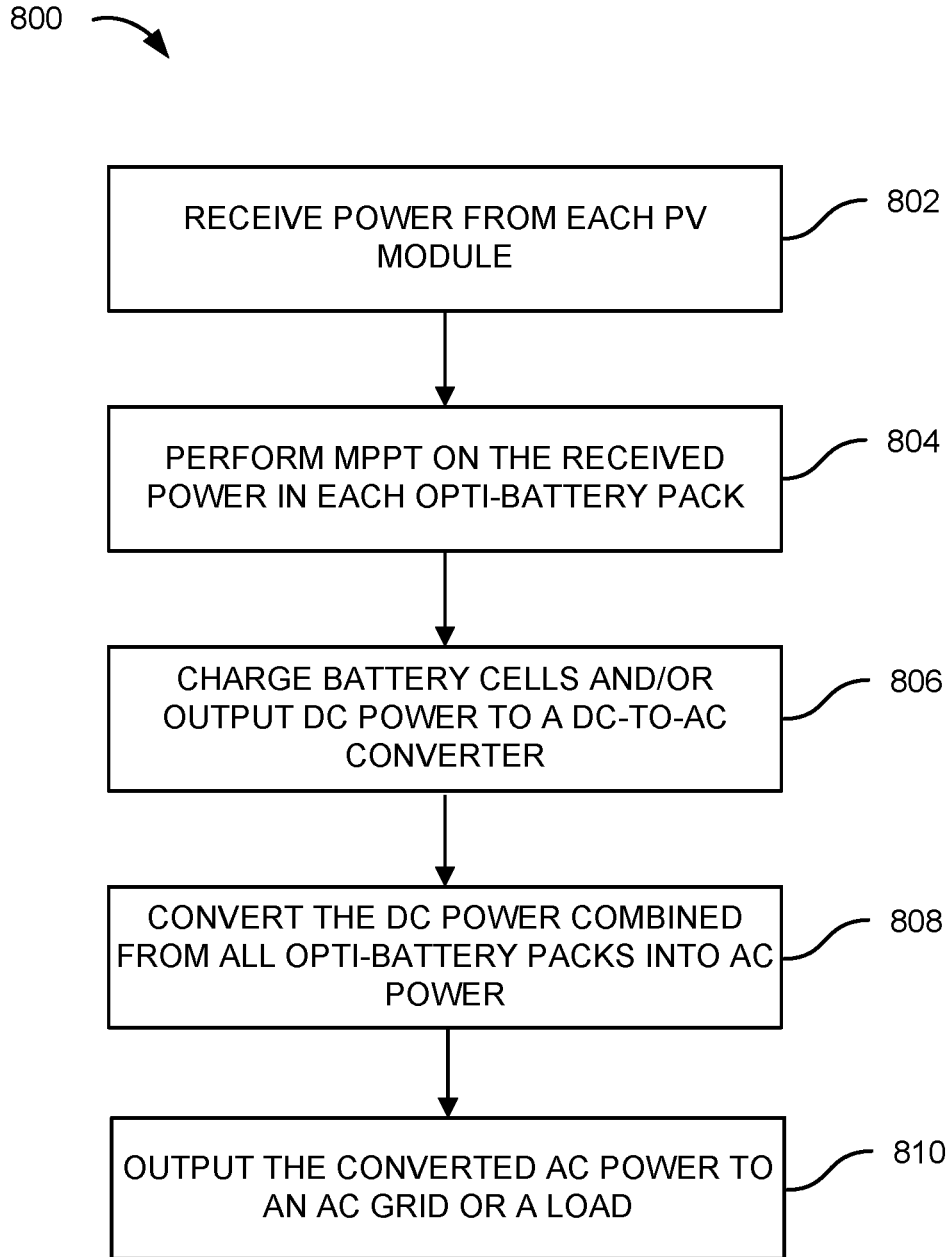 800
RECEIVE POWER FROM EACH PV
MODULE
802
PERFORM MPPT ON THE RECEIVED
POWER IN EACH OPTI-BATTERY PACK
804
CHARGE BATTERY CELLS AND/OR
OUTPUT DC POWER TO A DC-TO-AC
CONVERTER
806
CONVERT THE DC POWER COMBINED
FROM ALL OPTI-BATTERY PACKS INTO AC
POWER
808
OUTPUT THE CONVERTED AC POWER TO
AN AC GRID OR A LOAD
810